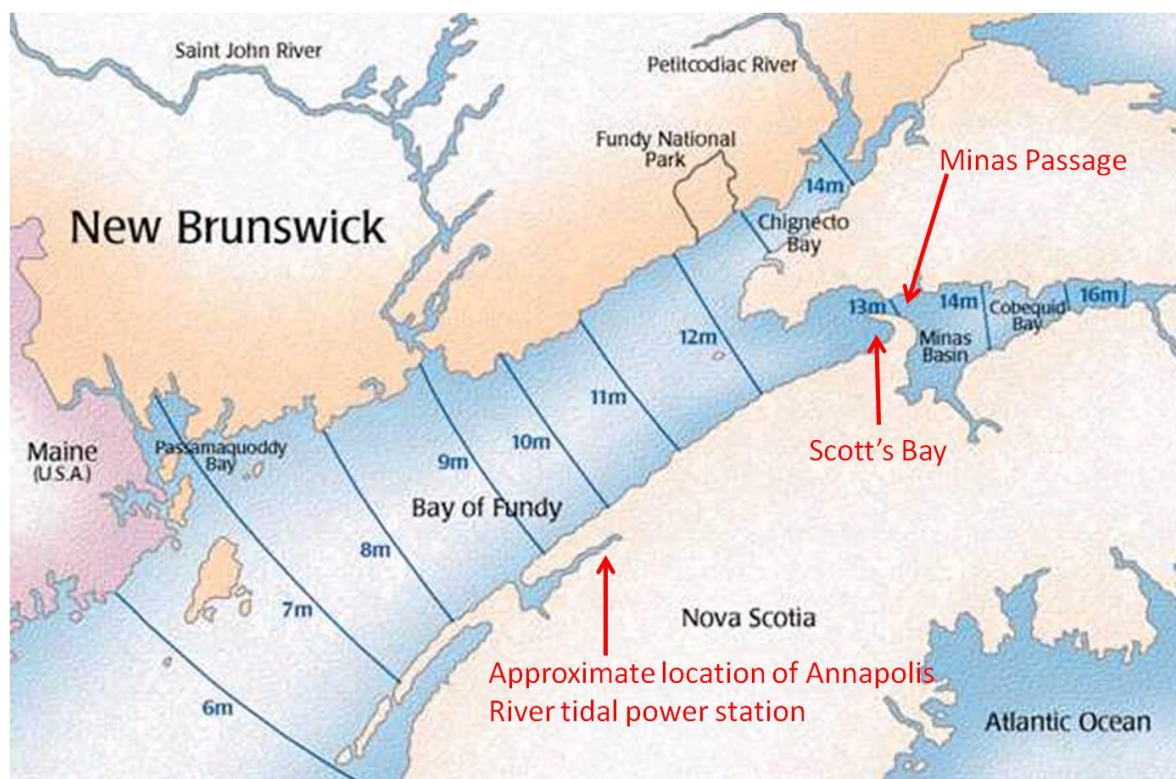 Saint John River
Petitcodiac River
Fundy National
Park
Minas Passage
14m
New Brunswick
Chignecto
Bay
13m
14m
Cobequid
Bay
16m
Minas
Basin
12m
11m
Scott's Bay
10m
Maine
(U.S.A.)
Passamaquoddy
Bay
9m
Bay of Fundy
8m
7m
Nova Scotia
Approximate location of Annapolis
River tidal power station
6m
Atlantic Ocean